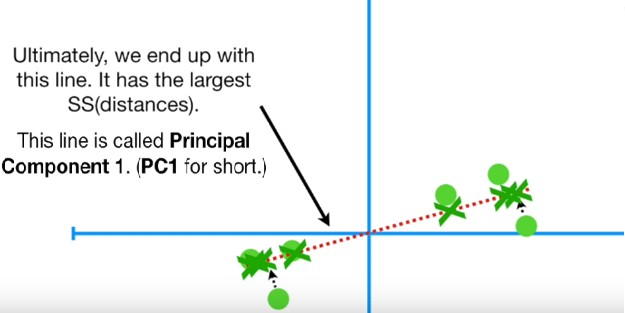 Ultimately, we end up with
this line. It has the largest
SS(distances).
This line is called Principal
Component 1. (PC1 for short.)